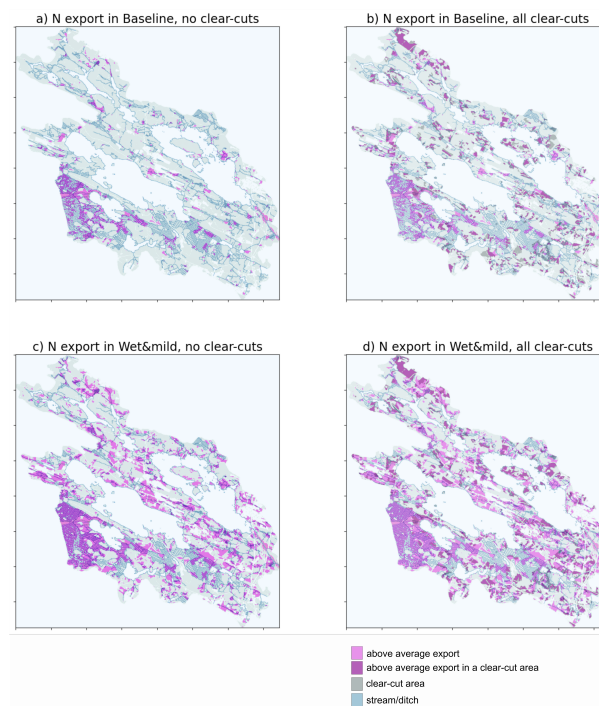 a) N export in Baseline, no clear-cuts
b) N export in Baseline, all clear-cuts
c) N export in Wet&mild, no clear-cuts
d) N export in Wet&mild, all clear-cuts
above average export
above average export in a clear-cut area
clear-cut area
stream/ditch